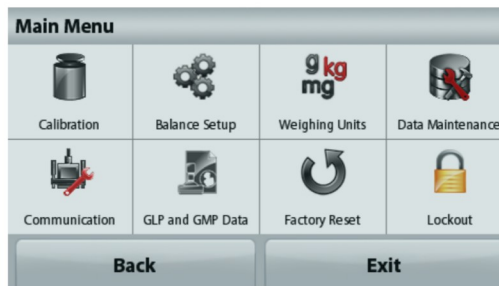 Main Menu
g kg
mg
Calibration
Balance Setup
Weighing Units
Data Maintenance
Communication
GLP and GMP Data
Factory Reset
Lockout
Back
Exit